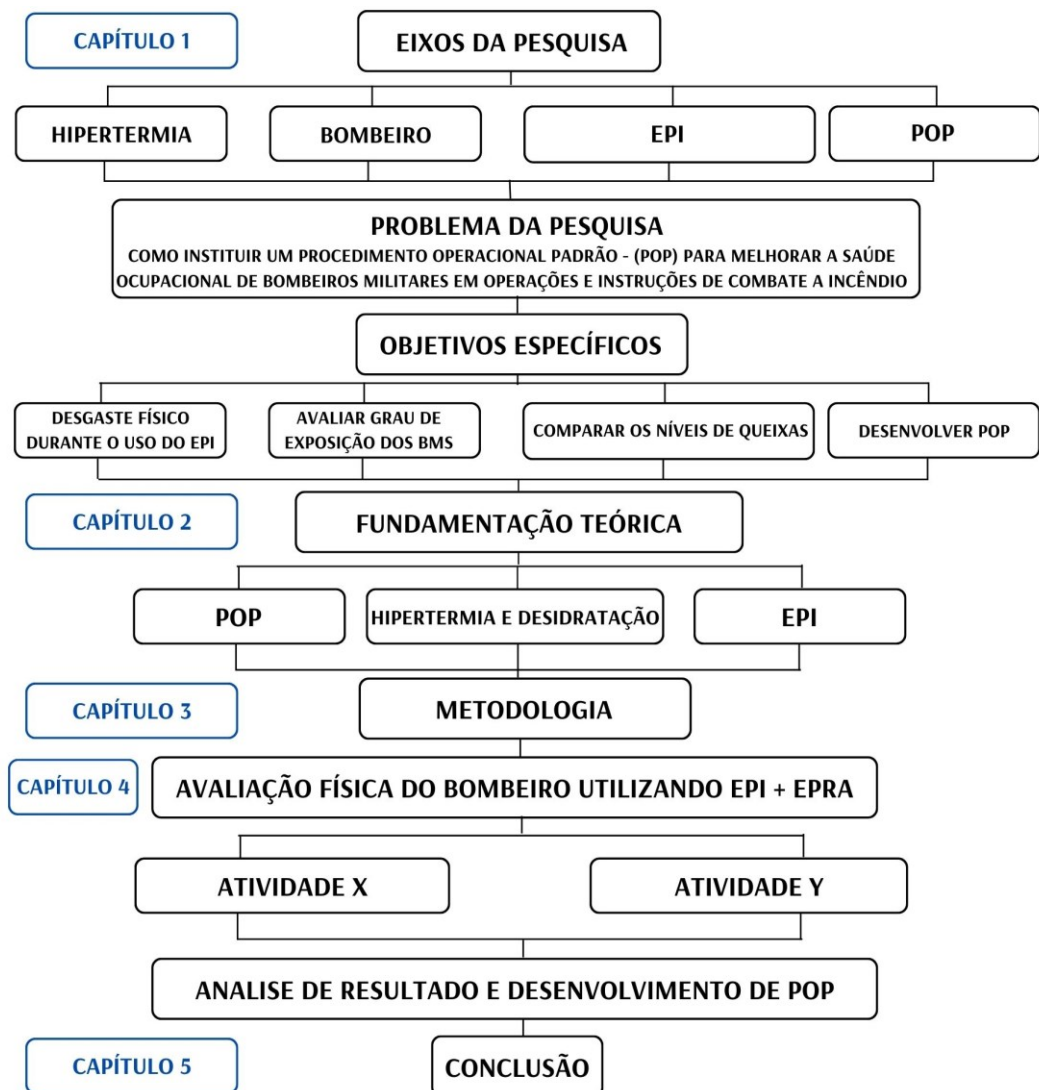 CAPÍTULO 1
EIXOS DA PESQUISA
HIPERTERMIA
BOMBEIRO
EPI
POP
PROBLEMA DA PESQUISA
COMO INSTITUIR UM PROCEDIMENTO OPERACIONAL PADRÃO - (POP) PARA MELHORAR A SAÚDE
OCUPACIONAL DE BOMBEIROS MILITARES EM OPERAÇÕES E INSTRUÇÕES DE COMBATE A INCÊNDIO
OBJETIVOS ESPECÍFICOS
DESGASTE FÍSICO
DURANTE O USO DO EPI
AVALIAR GRAU DE
EXPOSIÇÃO DOS BMS
COMPARAR OS NÍVEIS DE QUEIXAS
DESENVOLVER POP
CAPÍTULO 2
FUNDAMENTAÇÃO TEÓRICA
POP
HIPERTERMIA E DESIDRATAÇÃO
EPI
CAPÍTULO 3
METODOLOGIA
CAPÍTULO 4
AVALIAÇÃO FÍSICA DO BOMBEIRO UTILIZANDO EPI + EPRA
ATIVIDADE X
ATIVIDADE Y
ANALISE DE RESULTADO E DESENVOLVIMENTO DE POP
CAPÍTULO 5
CONCLUSÃO